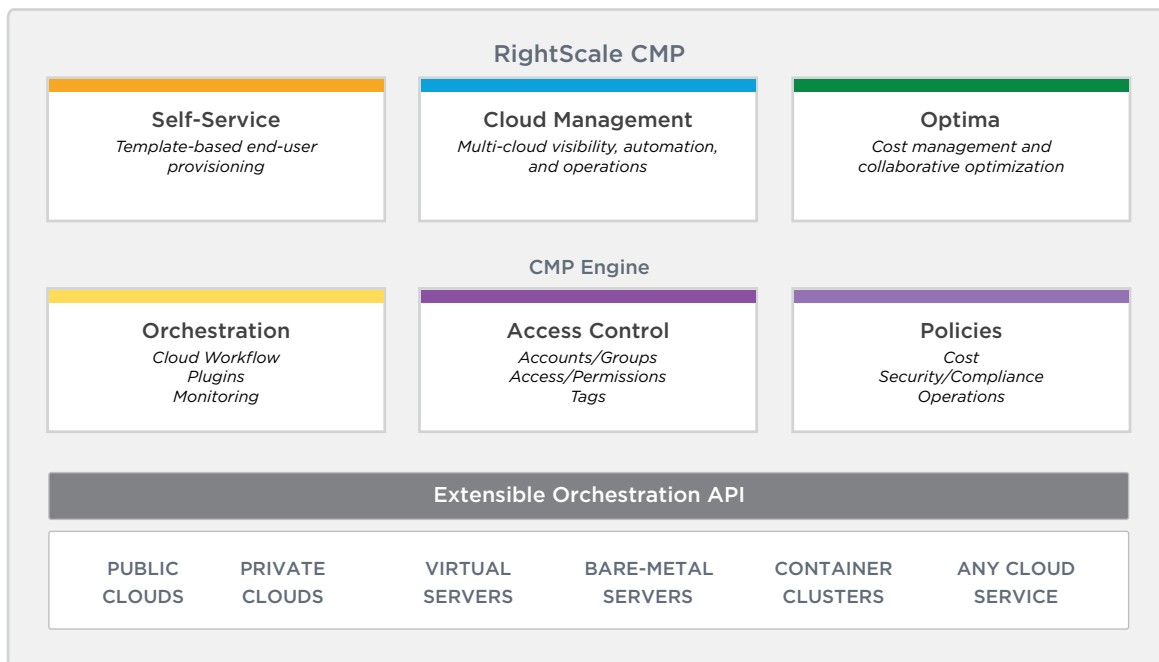 RightScale CMP
Self-Service
Template-based end-user
provisioning
Cloud Management
Multi-cloud visibility, automation,
and operations
Optima
Cost management and
collaborative optimization
CMP Engine
Orchestration
Cloud Workflow
Plugins
Monitoring
Access Control
Accounts/Groups
Access/Permissions
Tags
Policies
Cost
Security/Compliance
Operations
Extensible Orchestration API
PUBLIC
CLOUDS
PRIVATE
CLOUDS
VIRTUAL
SERVERS
BARE-METAL
SERVERS
CONTAINER
CLUSTERS
ANY CLOUD
SERVICE